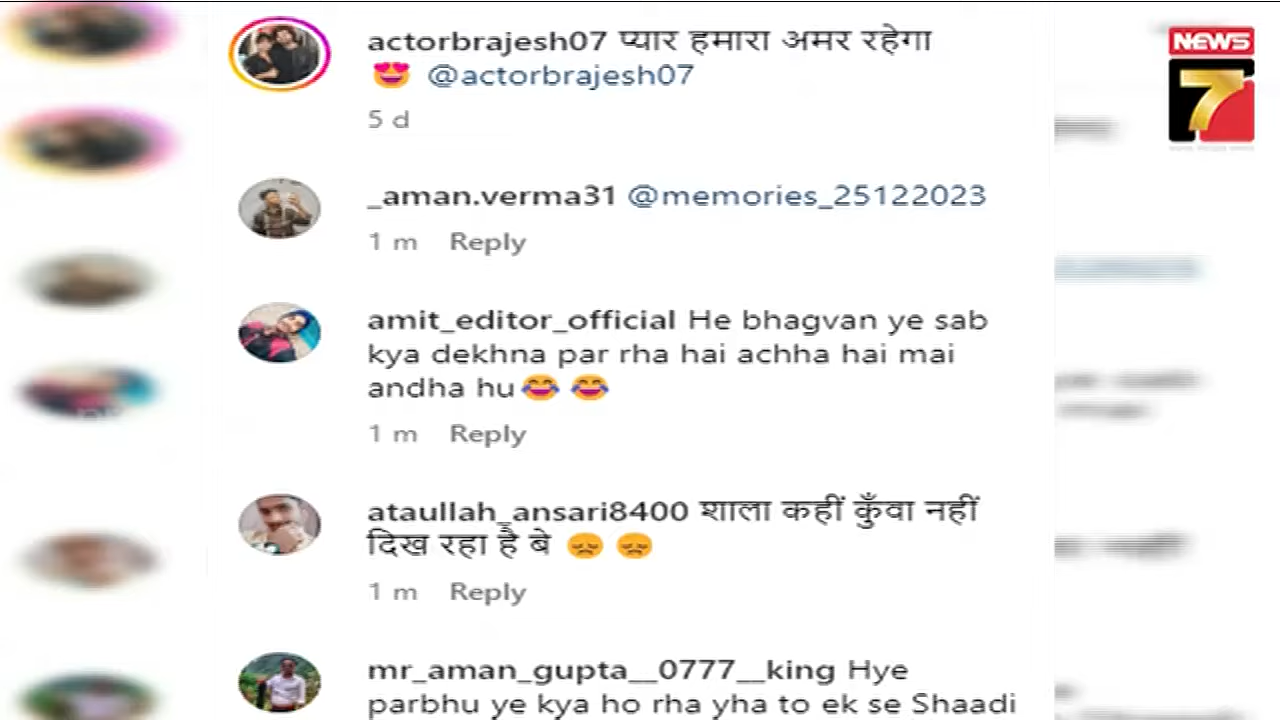 actorbrajesh07 प्यार हमारा अमर रहेगा
😍 @actorbrajesh07
5 d
NEWS
7
_aman.verma31 @memories_25122023
1 m Reply
amit_editor_official He bhagvan ye sab
kya dekhna par rha hai achha hai mai
andha hu😂 😂
1 m Reply
ataullah_ansari8400 शाला कहीं कुँवा नहीं
दिख रहा है बे 😞 😞
1 m Reply
mr_aman_gupta__0777__king Hye
parbhu ye kya ho rha yha to ek se Shaadi